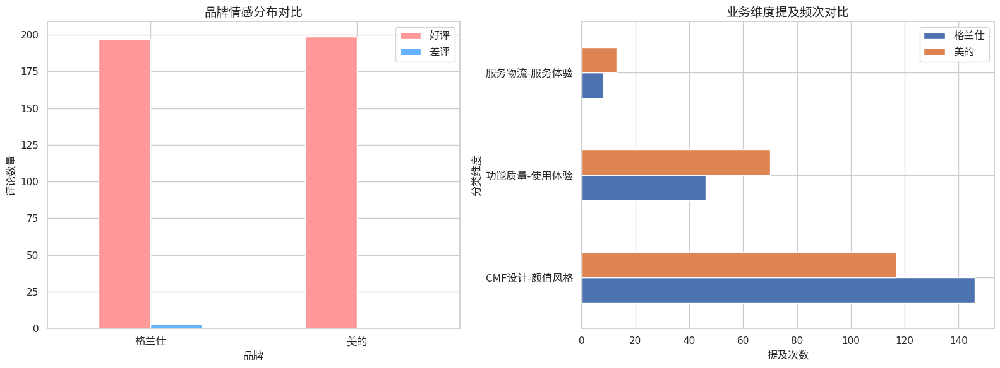 品牌情感分布对比
好评
差评
200
175
150
125
100
75
50
25
0
评论数量
格兰仕
美的
品牌
业务维度提及频次对比
格兰仕
美的
服务物流-服务体验
功能质量-使用体验
CMF设计-颜值风格
分类维度
0 20 40 60 80 100 120 140
提及次数